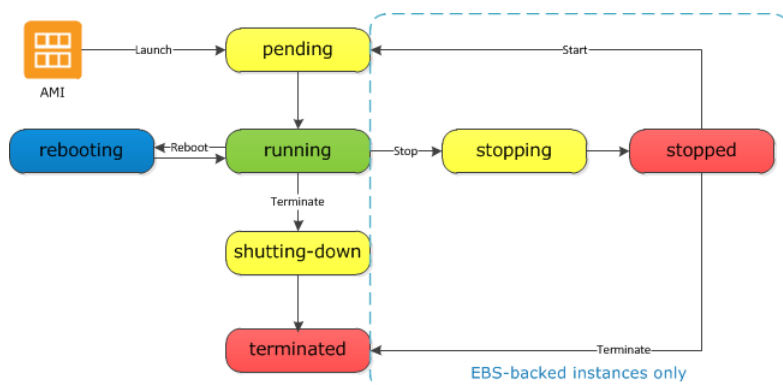 Launch
pending
Start
AMI
rebooting
Reboot
running
Stop
stopping
stopped
Terminate
shutting-down
terminated
Terminate
EBS-backed instances only